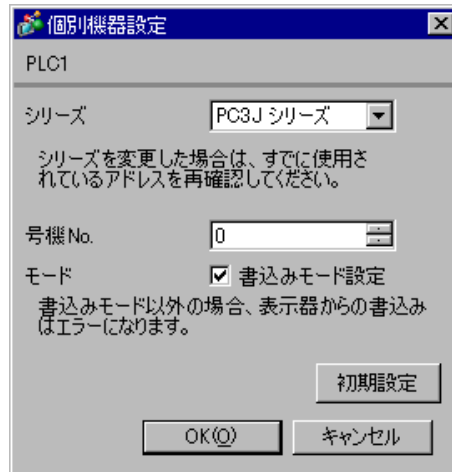 個別機器設定
PLC1
シリーズ PC3J シリーズ
シリーズを変更した場合は、すでに使用さ
れているアドレスを再確認してください。
号機No. 0
モード 書込みモード設定
書込みモード以外の場合、表示器からの書込み
はエラーになります。
初期設定
OK(O) キャンセル